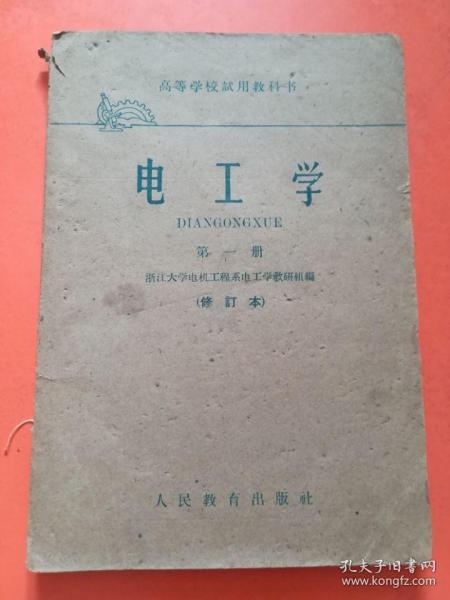 高等学校試用教科书
电工学
DIANGONGXUE
第一册
浙江大学电机工程系电工学教研組編
(修訂本)
人民教育出版社
孔夫子旧书网
www.kongfz.com